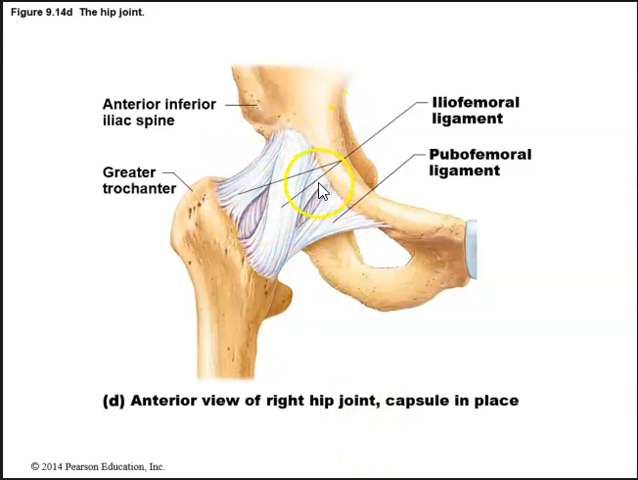 Figure 9.14d The hip joint.
Anterior inferior
iliac spine
Iliofemoral
ligament
Greater
trochanter
Pubofemoral
ligament
(d) Anterior view of right hip joint, capsule in place
© 2014 Pearson Education, Inc.